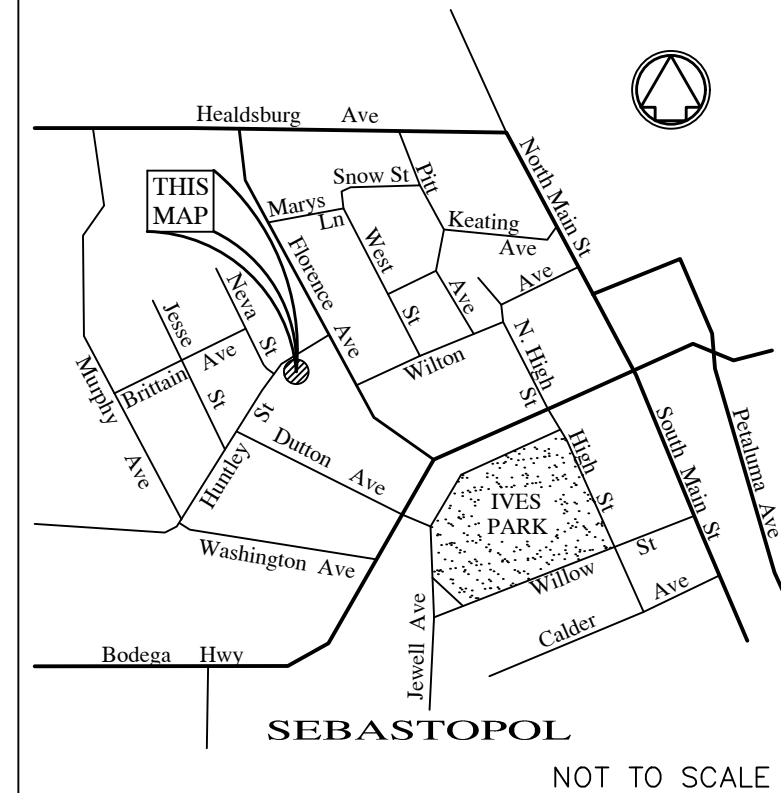 Healdsburg Ave
THIS
MAP
Snow St
Pitt
Ave
North Main St
Marys
Ln
Keating
Ave
Florence
Ave
West
St
Neva
St
Jesse
St
Brittain Ave
Murphy
Ave
Wilton
Ave
N. High
St
Huntley
St
Dutton Ave
High
St
South Main St
Petaluma Ave
IVES
PARK
Washington Ave
Willow
St
Calder
Ave
Jewell Ave
Bodega Hwy
SEBASTOPOL
NOT TO SCALE